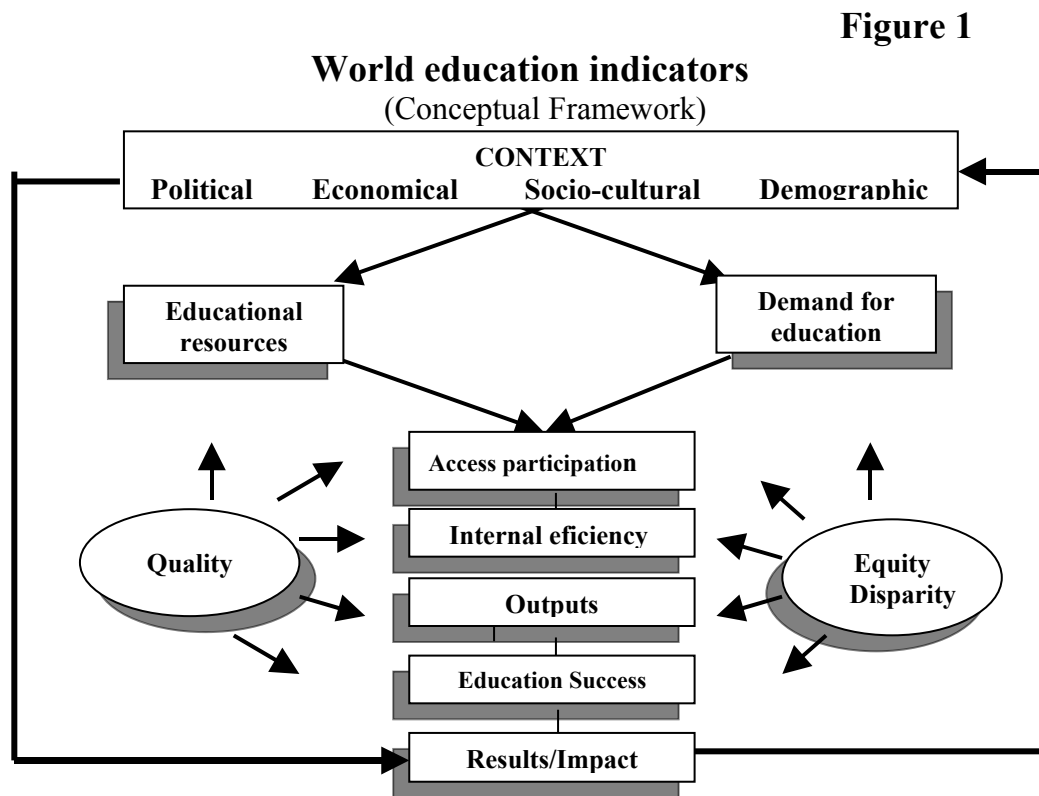 Figure 1
World education indicators
(Conceptual Framework)
CONTEXT
Political Economical Socio-cultural Demographic
Educational
resources
Demand for
education
Access participation
Internal eficiency
Quality
Equity
Disparity
Outputs
Education Success
Results/Impact